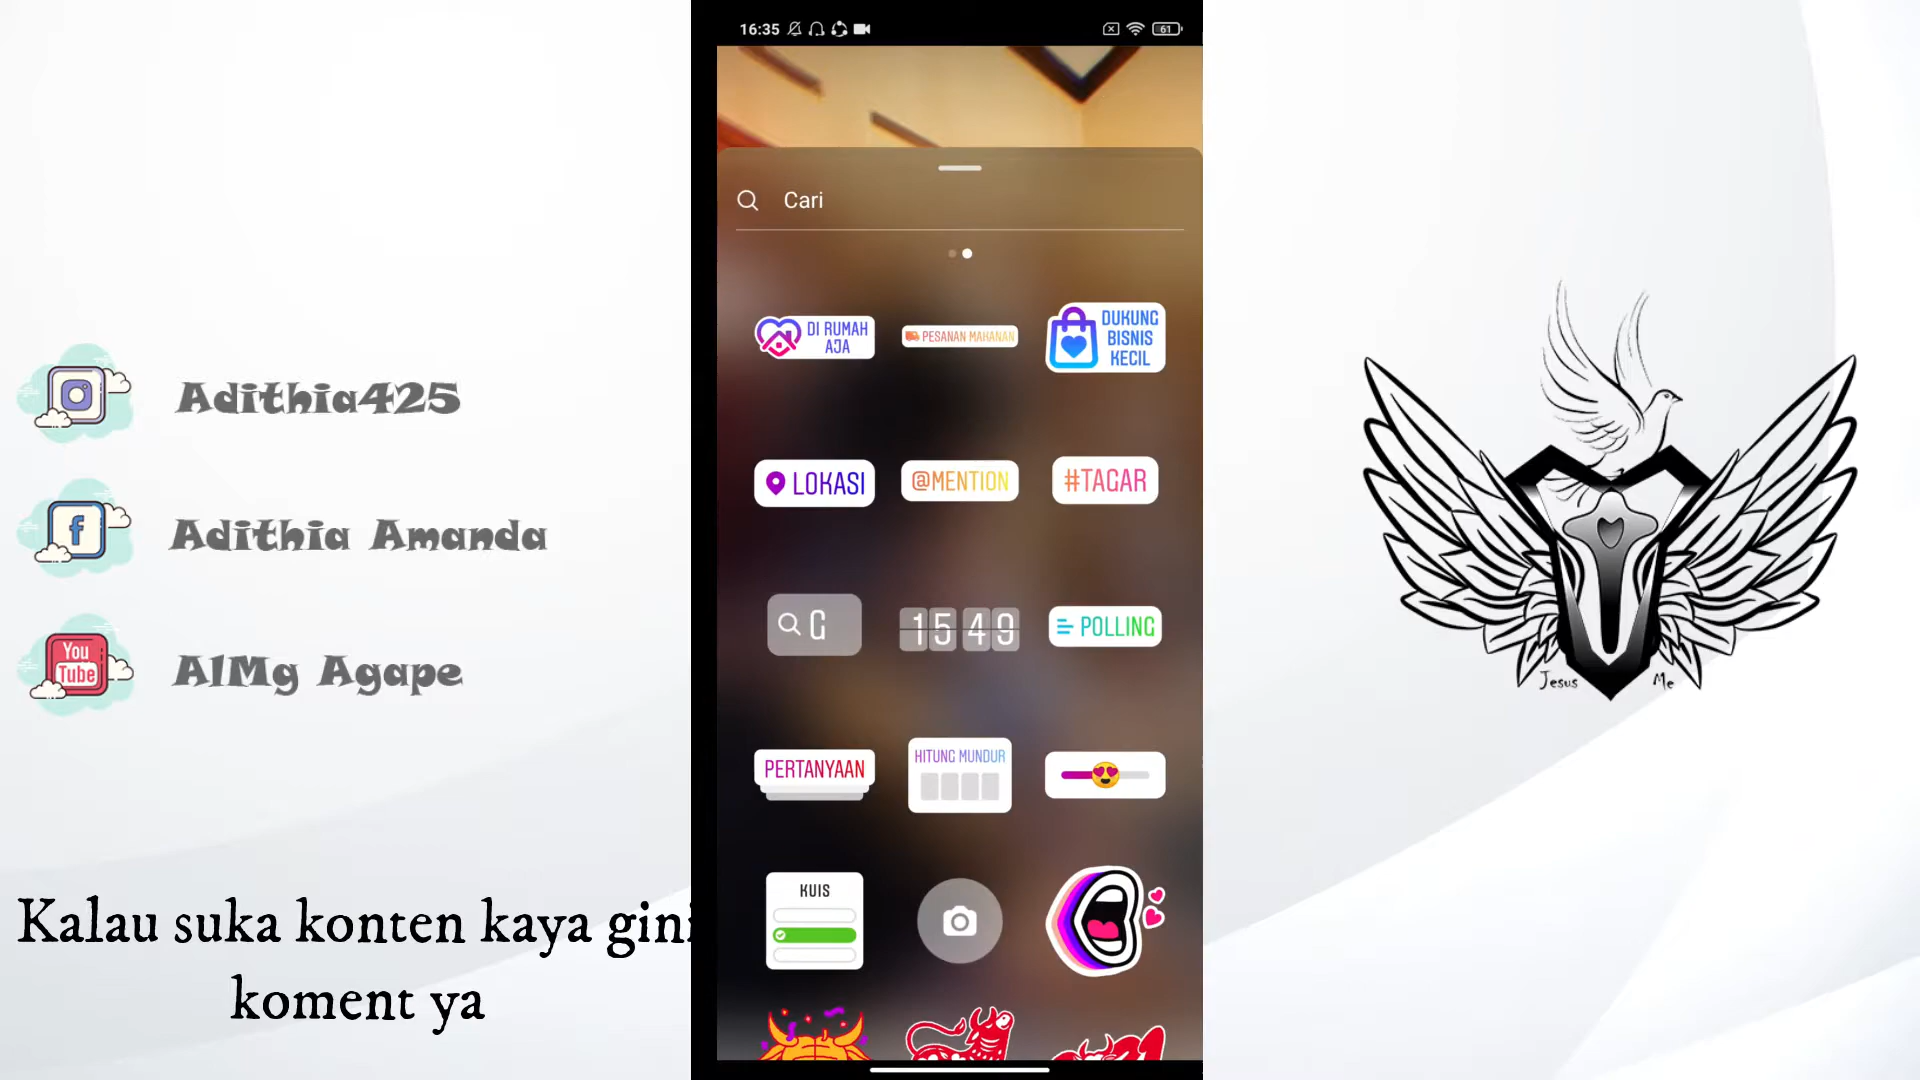 16:35
61
Cari
DI RUMAH
AJA
PESANAN MAKANAN
DUKUNG
BISNIS
KECIL
LOKASI
@MENTION
#TAGAR
G
15 49
POLLING
PERTANYAAN
HITUNG MUNDUR
KUIS
Adithia425
Adithia Amanda
You
Tube
AlMg Agape
Kalau suka konten kaya gini
koment ya
Jesus
Me